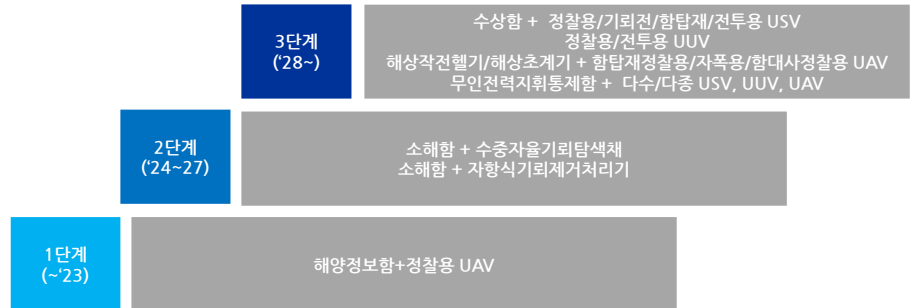 3단계
(‘28~)
수상함 + 정찰용/기뢰전/함탑재/전투용 USV
정찰용/전투용 UUV
해상작전헬기/해상초계기 + 함탑재정찰용/자폭용/함대사정찰용 UAV
무인전력지휘통제함 + 다수/다종 USV, UUV, UAV
2단계
(‘24~27)
소해함 + 수중자율기뢰탐색채
소해함 + 자항식기뢰제거처리기
1단계
(~‘23)
해양정보함+정찰용 UAV